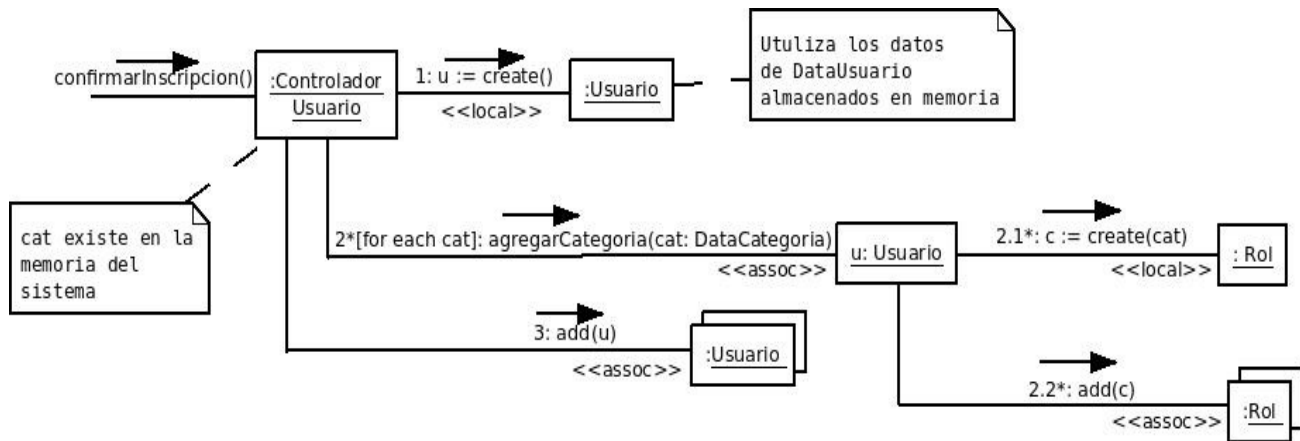 confirmarInscripcion()
:Controlador
Usuario
1: u := create()
<<local>>
:Usuario
Utuliza los datos
de DataUsuario
almacenados en memoria
cat existe en la
memoria del
sistema
2*[for each cat]: agregarCategoria(cat: DataCategoria)
<<assoc>>
u: Usuario
2.1*: c := create(cat)
<<local>>
: Rol
3: add(u)
<<assoc>>
:Usuario
2.2*: add(c)
<<assoc>>
:Rol